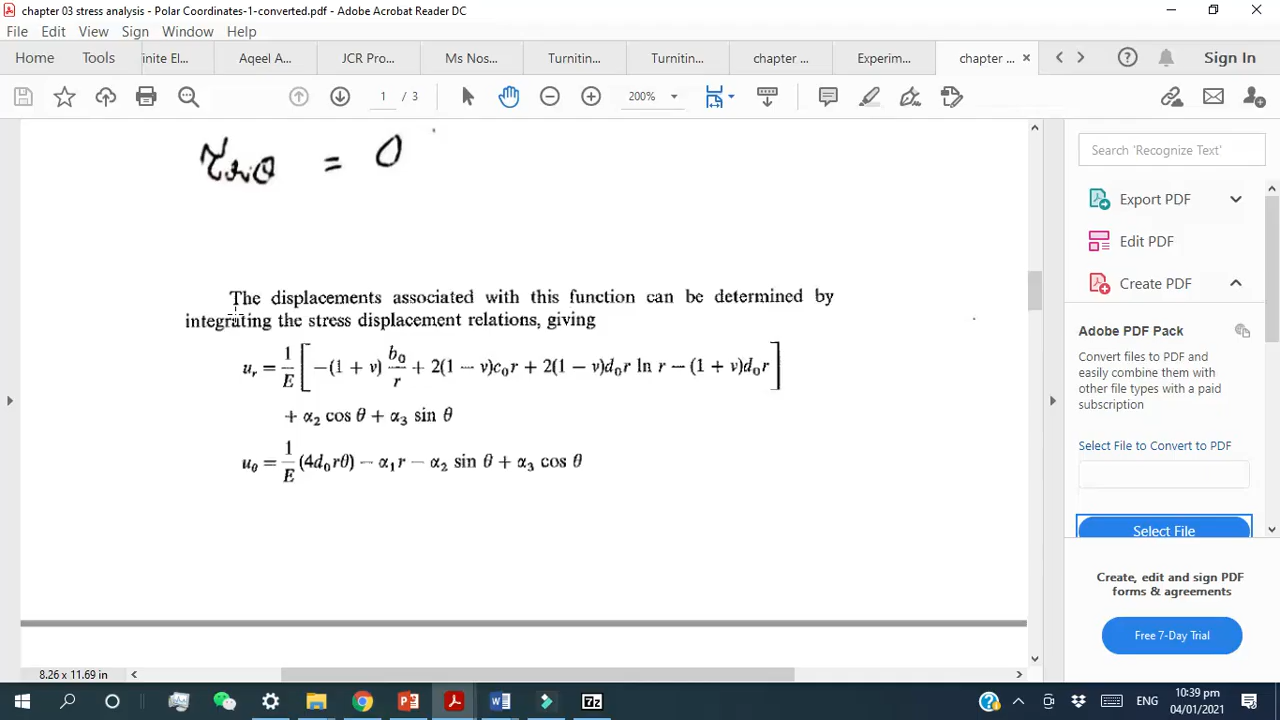 chapter 03 stress analysis - Polar Coordinates-1-converted.pdf - Adobe Acrobat Reader DC
File Edit View Sign Window Help
Home Tools inite El... Aqeel A... JCR Pro... Ms Nos... Turnitin... Turnitin... chapter ... Experim... chapter ... × Sign In
1 / 3 200%
τrθ = 0
The displacements associated with this function can be determined by
integrating the stress displacement relations, giving
u_r = 1/E [ -(1 + ν) b₀/r + 2(1 - ν)c₀r + 2(1 - ν)d₀r ln r - (1 + ν)d₀r ]
+ α₂ cos θ + α₃ sin θ
u_θ = 1/E (4d₀rθ) - α₁r - α₂ sin θ + α₃ cos θ
8.26 x 11.69 in
Search 'Recognize Text'
Export PDF
Edit PDF
Create PDF
Adobe PDF Pack
Convert files to PDF and
easily combine them with
other file types with a paid
subscription
Select File to Convert to PDF
Select File
Create, edit and sign PDF
forms & agreements
Free 7-Day Trial
ENG
10:39 pm
04/01/2021